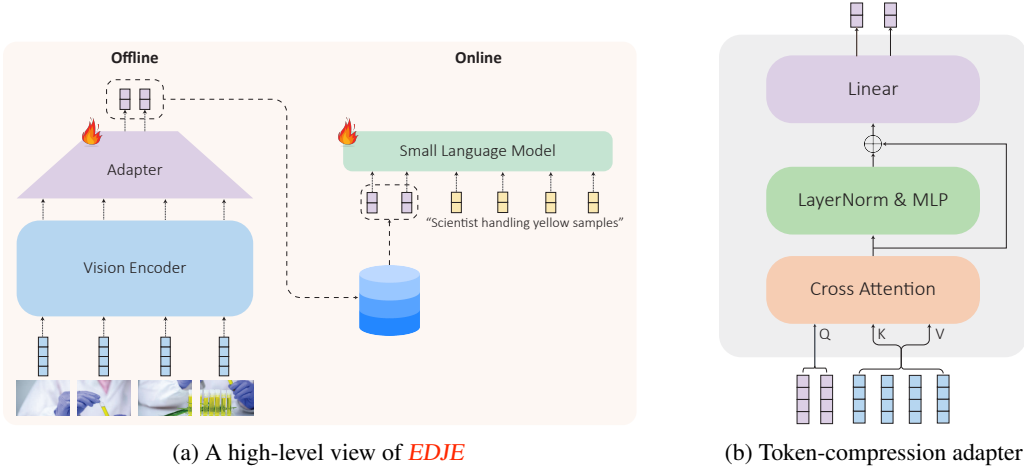 Offline
Online
Adapter
Small Language Model
"Scientist handling yellow samples"
Vision Encoder
(a) A high-level view of EDJE
Linear
LayerNorm & MLP
Cross Attention
Q
K
V
(b) Token-compression adapter